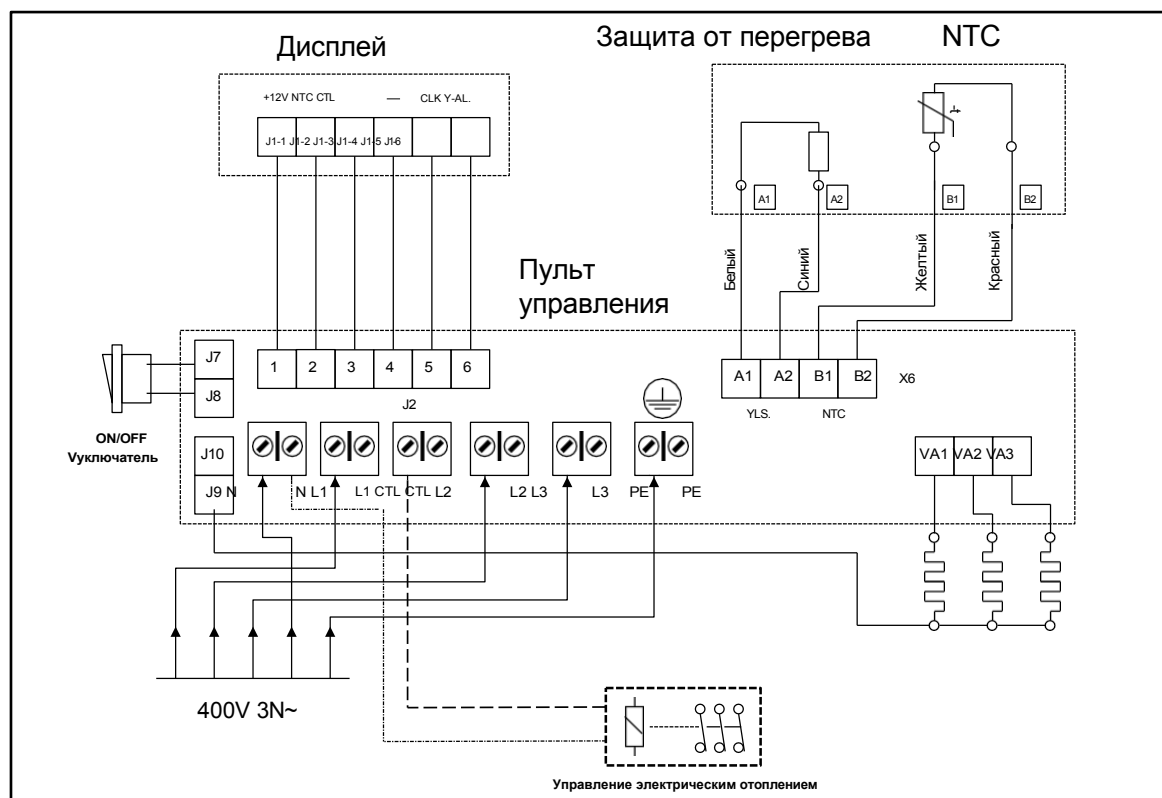 Дисплей
Защита от перегрева NTC
+12V NTC CTL — CLK Y-AL.
J1-1 J1-2 J1-3 J1-4 J1-5 J1-6
A1 A2 B1 B2
Белый
Синий
Желтый
Красный
Пульт
управления
J7
J8
1 2 3 4 5 6
J2
A1 A2 B1 B2 X6
YLS. NTC
ON/OFF
Vуключатель
J10
J9 N N L1 L1 CTL CTL L2 L2 L3 L3 PE PE
VA1 VA2 VA3
400V 3N~
Управление электрическим отоплением